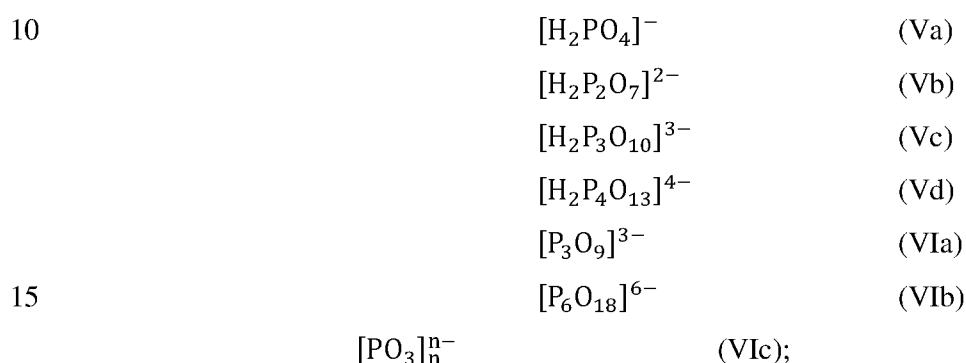 10 [H₂PO₄]⁻ (Va)
[H₂P₂O₇]²⁻ (Vb)
[H₂P₃O₁₀]³⁻ (Vc)
[H₂P₄O₁₃]⁴⁻ (Vd)
[P₃O₉]³⁻ (VIa)
15 [P₆O₁₈]⁶⁻ (VIb)
[PO₃]ₙⁿ⁻ (VIc);